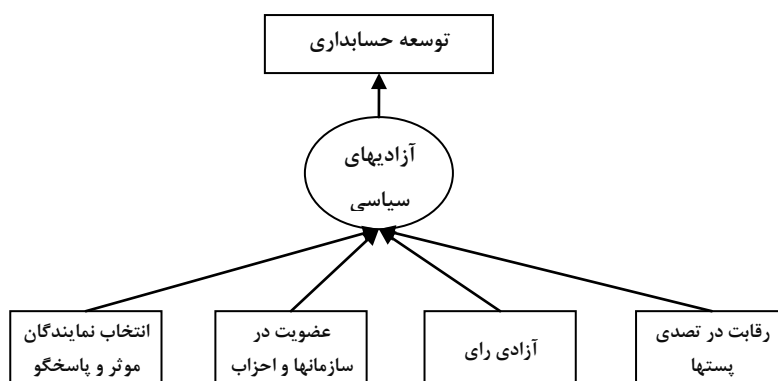 توسعه حسابداری
آزادیهای
سیاسی
رقابت در تصدی
پستها
آزادی رای
عضویت در
سازمانها و احزاب
انتخاب نمایندگان
موثر و پاسخگو